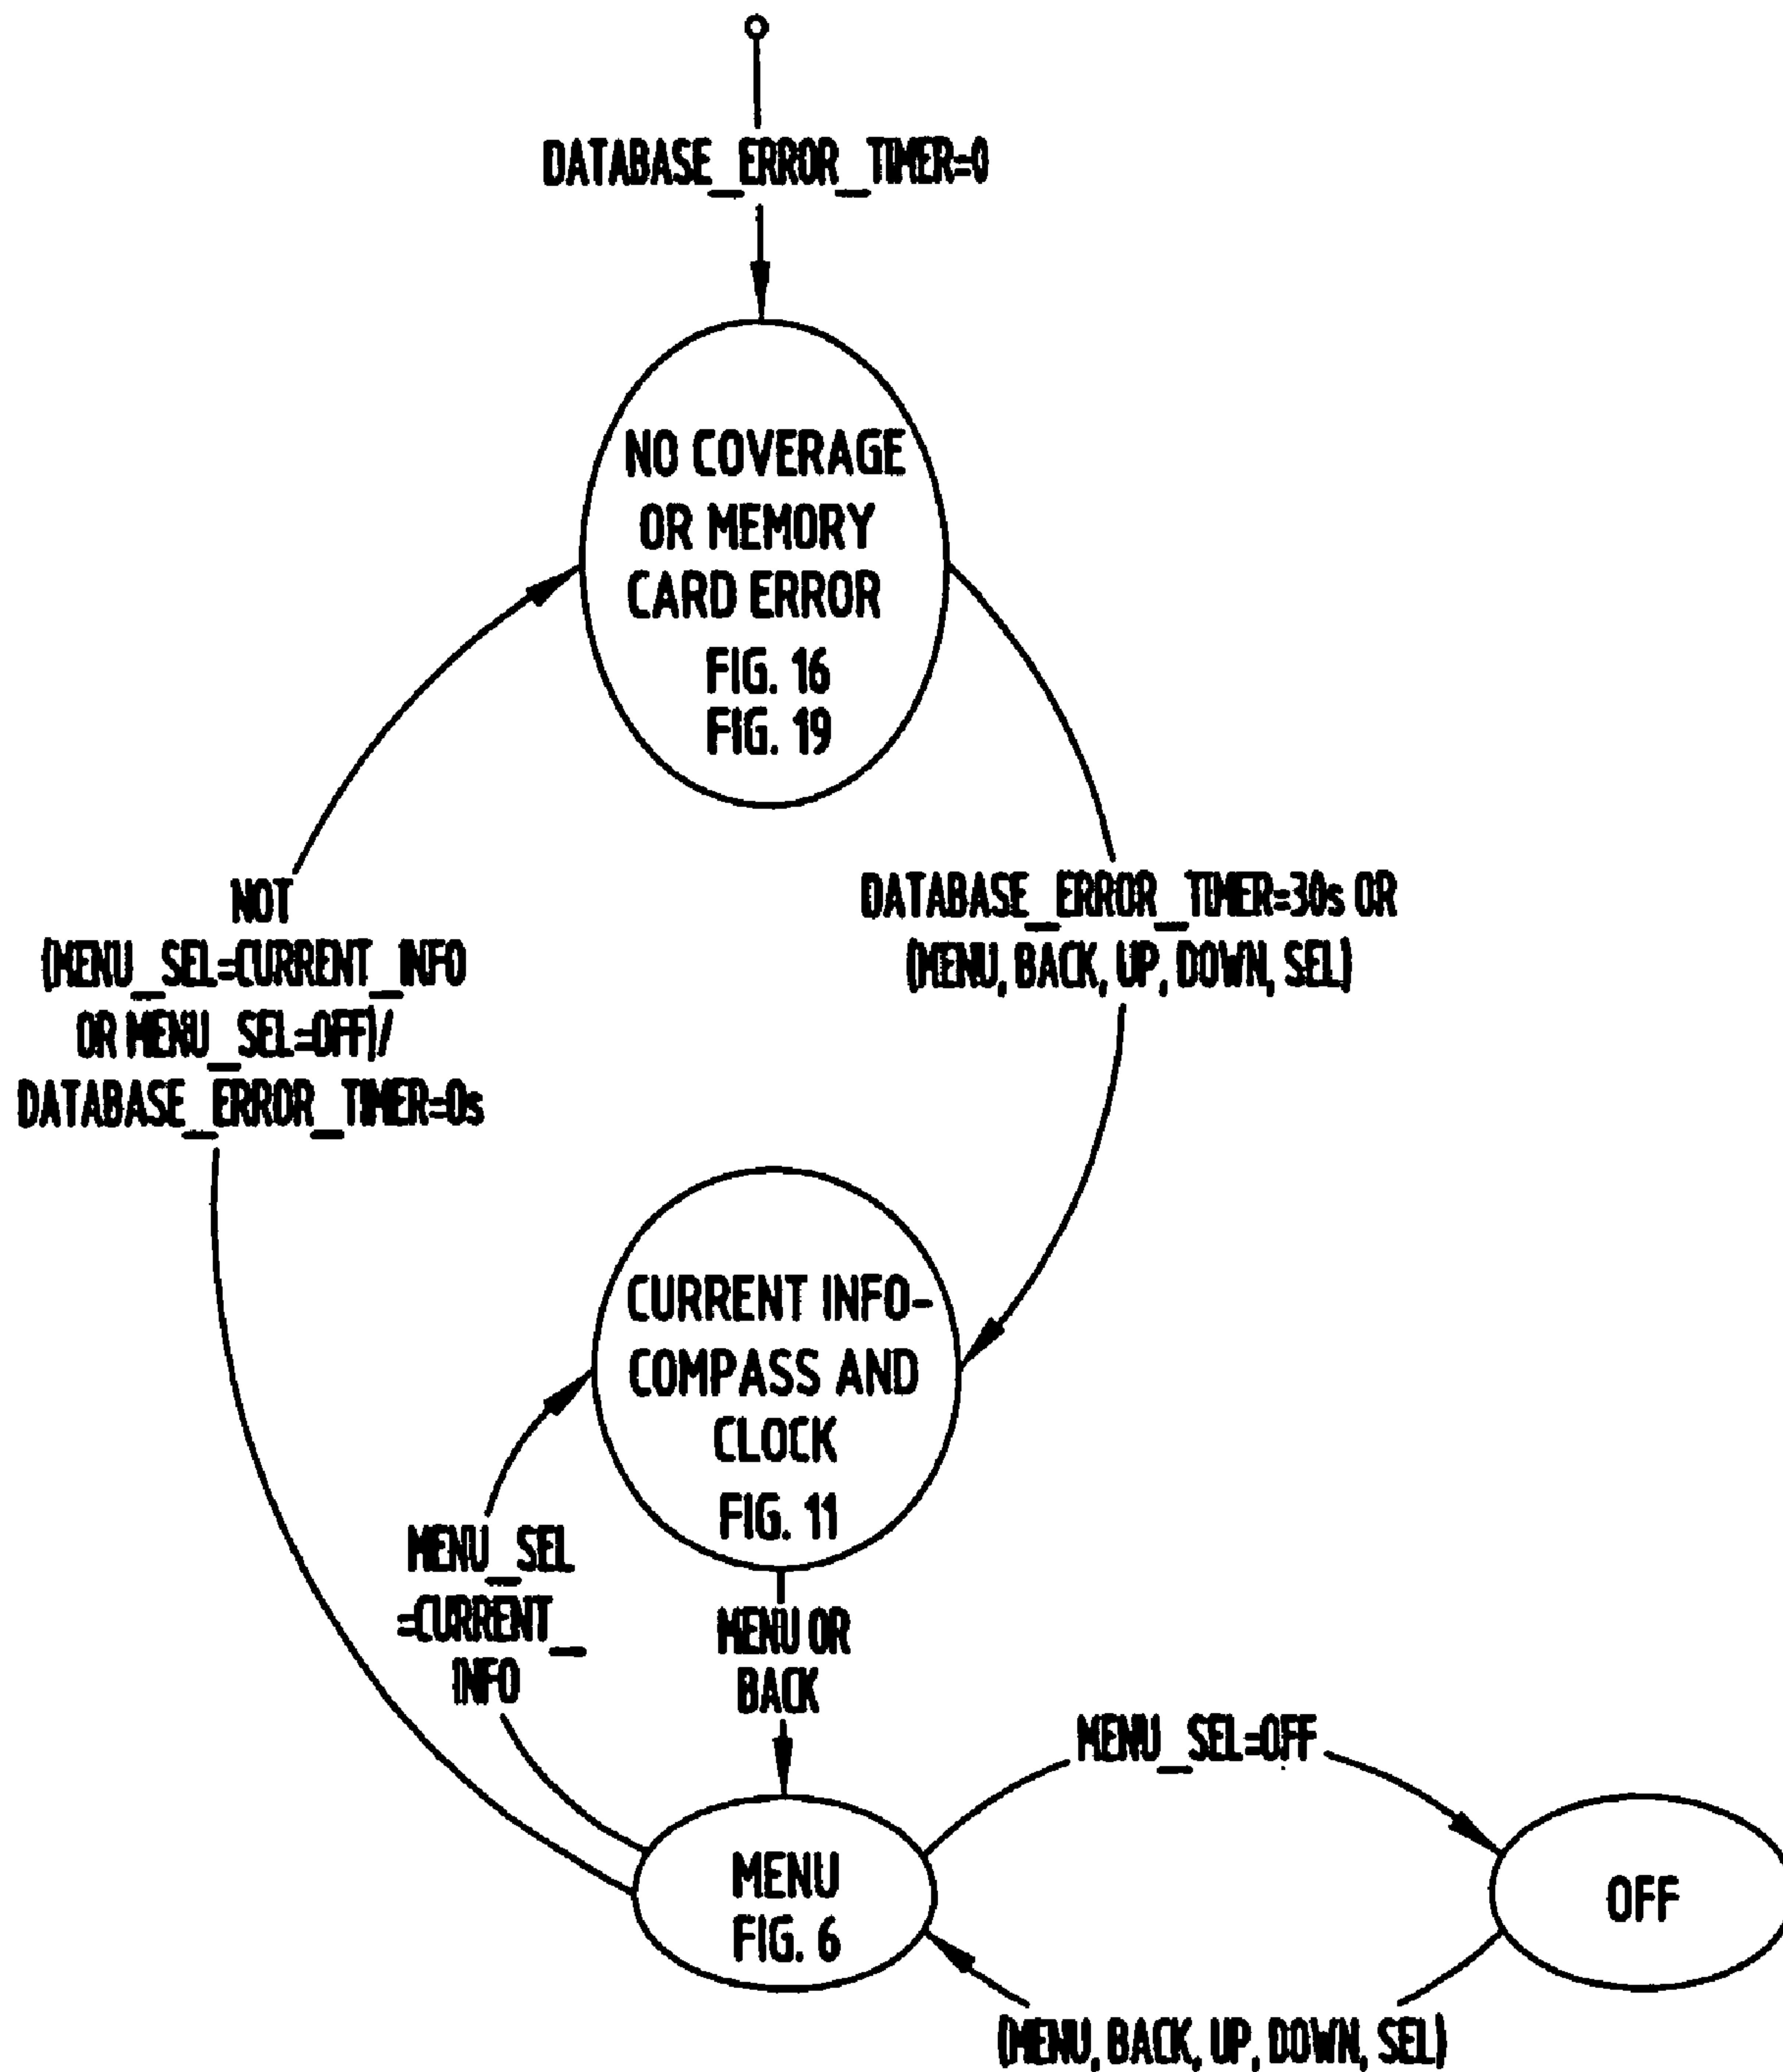 DATABASE_ERROR_TIMER=0
NO COVERAGE
OR MEMORY
CARD ERROR
FIG. 16
FIG. 19
NOT
(MENU_SEL=CURRENT_INFO
OR MENU_SEL=OFF)/
DATABASE_ERROR_TIMER=0s
DATABASE_ERROR_TIMER=30s OR
(MENU, BACK, UP, DOWN, SEL)
CURRENT INFO-
COMPASS AND
CLOCK
FIG. 11
MENU_SEL
=CURRENT_
INFO
MENU OR
BACK
MENU_SEL=OFF
MENU
FIG. 6
OFF
(MENU, BACK, UP, DOWN, SEL)